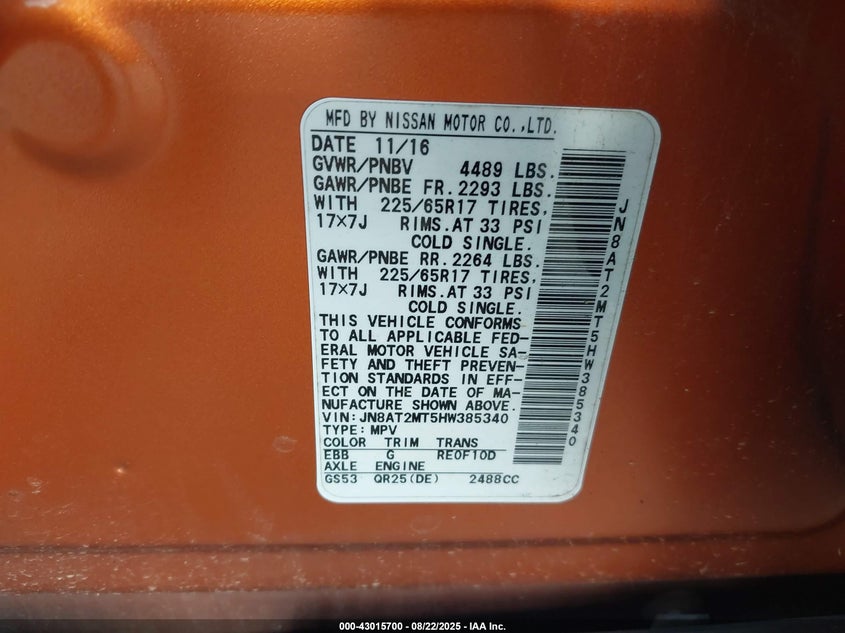 MFD BY NISSAN MOTOR CO.,LTD.
DATE 11/16
GVWR/PNBV 4489 LBS.
GAWR/PNBE FR. 2293 LBS.
WITH 225/65R17 TIRES,
17×7J RIMS.AT 33 PSI
COLD SINGLE.
GAWR/PNBE RR. 2264 LBS.
WITH 225/65R17 TIRES,
17×7J RIMS.AT 33 PSI
COLD SINGLE.
THIS VEHICLE CONFORMS
TO ALL APPLICABLE FED-
ERAL MOTOR VEHICLE SA-
FETY AND THEFT PREVEN-
TION STANDARDS IN EFF-
ECT ON THE DATE OF MA-
NUFACTURE SHOWN ABOVE.
VIN:JN8AT2MT5HW385340
TYPE:MPV
COLOR TRIM TRANS
EBB G RE0F10D
AXLE ENGINE
GS53 QR25(DE) 2488CC
JN8AT2MT5HW385340
000-43015700 - 08/22/2025 - IAA Inc.